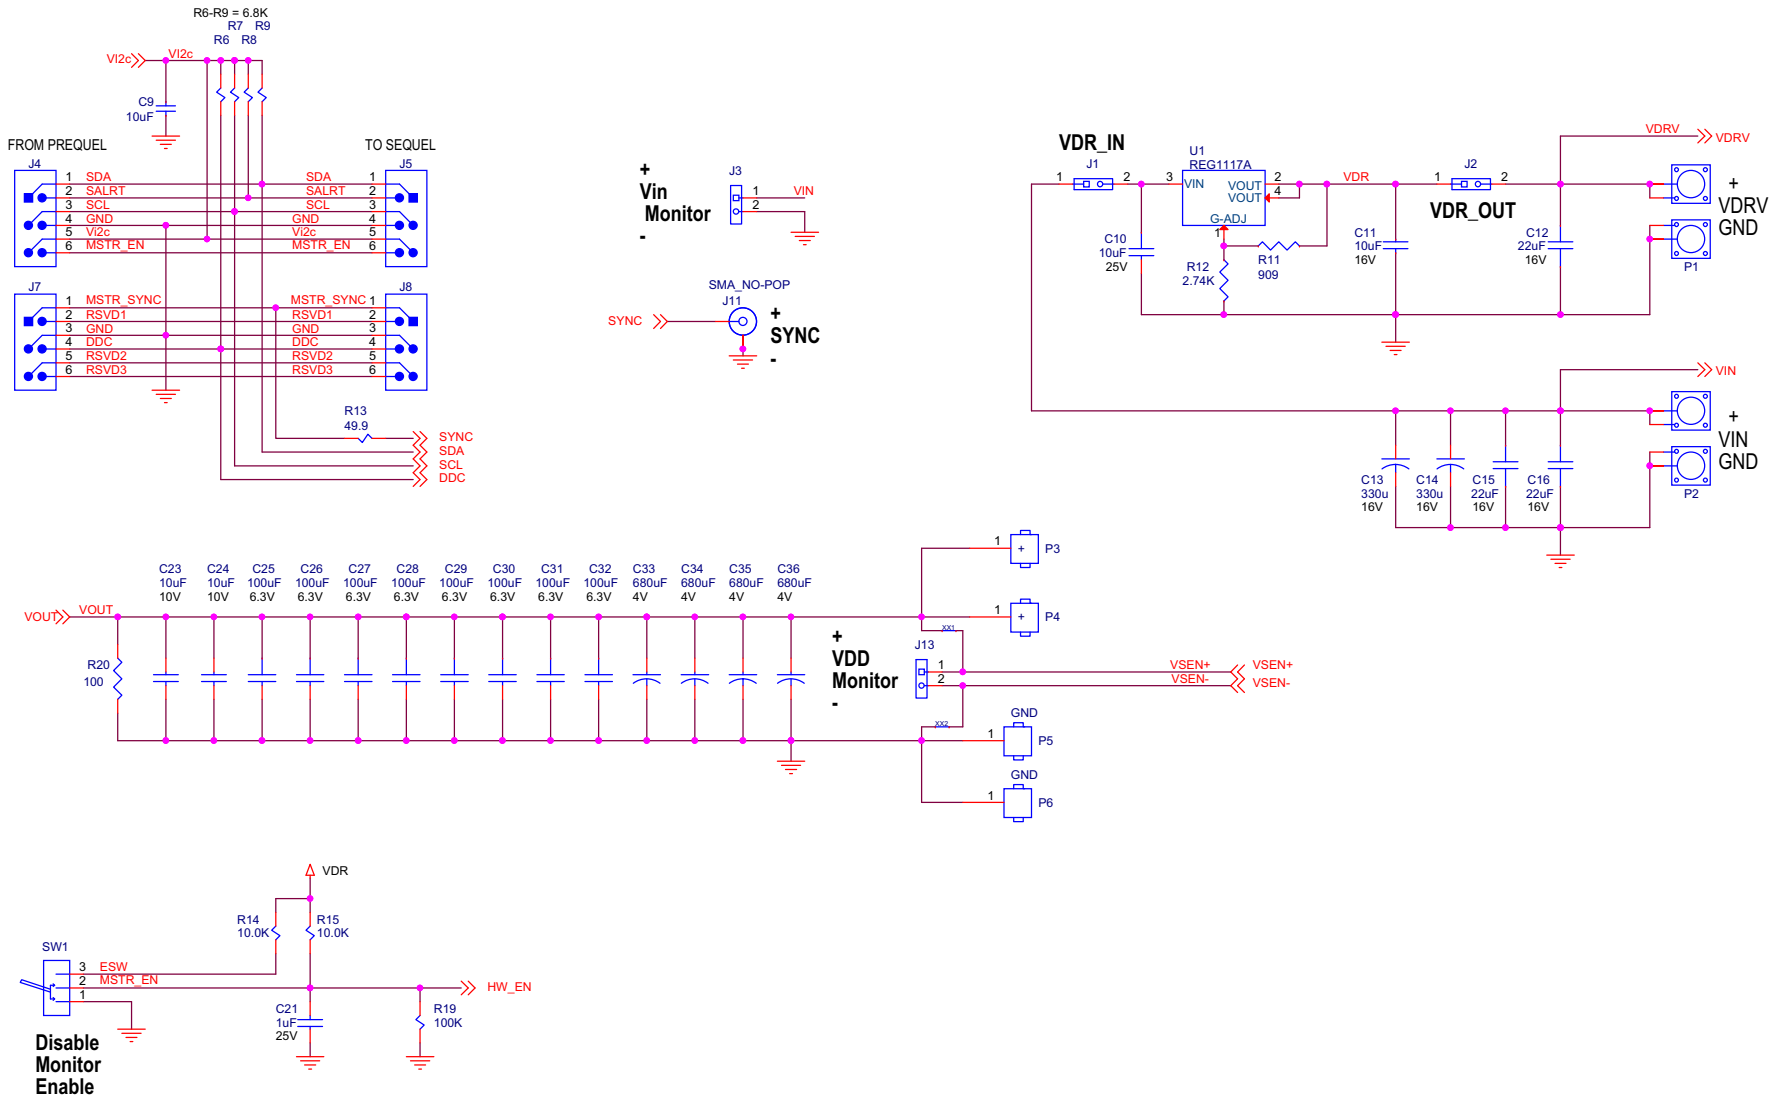 R6-R9 = 6.8K
R7 R9
R6 R8
VI2c
VI2c
C9
10uF
FROM PREQUEL
TO SEQUEL
J4
J5
1 SDA SDA 1
2 SALRT SALRT 2
3 SCL SCL 3
4 GND GND 4
5 Vi2c Vi2c 5
6 MSTR_EN MSTR_EN 6
J7
J8
1 MSTR_SYNC MSTR_SYNC 1
2 RSVD1 RSVD1 2
3 GND GND 3
4 DDC DDC 4
5 RSVD2 RSVD2 5
6 RSVD3 RSVD3 6
R13
49.9
SYNC
SDA
SCL
DDC
+
Vin
Monitor
-
J3
1 VIN
2
SMA_NO-POP
J11
SYNC
+
SYNC
-
VDR_IN
J1
1 2
U1
REG1117A
3 VIN
VOUT 2
VOUT 4
G-ADJ
1
VDR
J2
1 2
VDR_OUT
VDRV
VDRV
+
VDRV
GND
P1
C10
10uF
25V
R12
2.74K
R11
909
C11
10uF
16V
C12
22uF
16V
VIN
+
VIN
GND
P2
C13
330u
16V
C14
330u
16V
C15
22uF
16V
C16
22uF
16V
VOUT
VOUT
R20
100
C23
10uF
10V
C24
10uF
10V
C25
100uF
6.3V
C26
100uF
6.3V
C27
100uF
6.3V
C28
100uF
6.3V
C29
100uF
6.3V
C30
100uF
6.3V
C31
100uF
6.3V
C32
100uF
6.3V
C33
680uF
4V
C34
680uF
4V
C35
680uF
4V
C36
680uF
4V
1 + P3
1 + P4
XX1
+
VDD
Monitor
-
J13
1
2
VSEN+ VSEN+
VSEN- VSEN-
XX2
GND
1 P5
GND
1 P6
VDR
R14
10.0K
R15
10.0K
SW1
3 ESW
2 MSTR_EN
1
HW_EN
C21
1uF
25V
R19
100K
Disable
Monitor
Enable